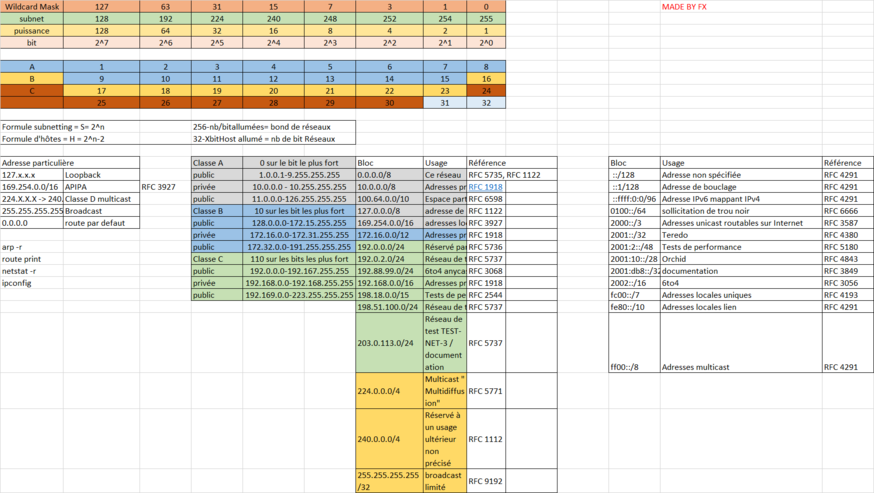 Wildcard Mask 127 63 31 15 7 3 1 0 MADE BY FX
subnet 128 192 224 240 248 252 254 255
puissance 128 64 32 16 8 4 2 1
bit 2^7 2^6 2^5 2^4 2^3 2^2 2^1 2^0
A 1 2 3 4 5 6 7 8
B 9 10 11 12 13 14 15 16
C 17 18 19 20 21 22 23 24
25 26 27 28 29 30 31 32
Formule subnetting = S= 2^n 256-nb/bitallumées= bond de réseaux
Formule d'hôtes = H = 2^n-2 32-XbitHost allumé = nb de bit Réseaux
Adresse particulière
127.x.x.x Loopback
169.254.0.0/16 APIPA RFC 3927
224.X.X.X -> 240. Classe D multicast
255.255.255.255 Broadcast
0.0.0.0 route par defaut
arp -r
route print
netstat -r
ipconfig
Classe A 0 sur le bit le plus fort
public 1.0.0.1-9.255.255.255
privée 10.0.0.0 - 10.255.255.255
public 11.0.0.0-126.255.255.255
Classe B 10 sur les bit les plus fort
public 128.0.0.0-172.15.255.255
privée 172.16.0.0-172.31.255.255
public 172.32.0.0-191.255.255.255
Classe C 110 sur les bits les plus fort
public 192.0.0.0-192.167.255.255
privée 192.168.0.0-192.168.255.255
public 192.169.0.0-223.255.255.255
Bloc Usage Référence
0.0.0.0/8 Ce réseau RFC 5735, RFC 1122
10.0.0.0/8 Adresses pr RFC 1918
100.64.0.0/10 Espace part RFC 6598
127.0.0.0/8 adresse de RFC 1122
169.254.0.0/16 adresses lo RFC 3927
172.16.0.0/12 Adresses pr RFC 1918
192.0.0.0/24 Réservé pa RFC 5736
192.0.2.0/24 Réseau de t RFC 5737
192.88.99.0/24 6to4 anyca RFC 3068
192.168.0.0/16 Adresses pr RFC 1918
198.18.0.0/15 Tests de pe RFC 2544
198.51.100.0/24 Réseau de t RFC 5737
203.0.113.0/24 Réseau de
test TEST-
NET-3 /
document
ation RFC 5737
224.0.0.0/4 Multicast "
Multidiffus
ion" RFC 5771
240.0.0.0/4 Réservé à
un usage
ultérieur
non
précisé RFC 1112
255.255.255.255
/32 broadcast
limité RFC 9192
Bloc Usage Référence
::/128 Adresse non spécifiée RFC 4291
::1/128 Adresse de bouclage RFC 4291
::ffff:0:0/96 Adresse IPv6 mappant IPv4 RFC 4291
0100::/64 sollicitation de trou noir RFC 6666
2000::/3 Adresses unicast routables sur Internet RFC 3587
2001::/32 Teredo RFC 4380
2001:2::/48 Tests de performance RFC 5180
2001:10::/28 Orchid RFC 4843
2001:db8::/32 documentation RFC 3849
2002::/16 6to4 RFC 3056
fc00::/7 Adresses locales uniques RFC 4193
fe80::/10 Adresses locales lien RFC 4291
ff00::/8 Adresses multicast RFC 4291